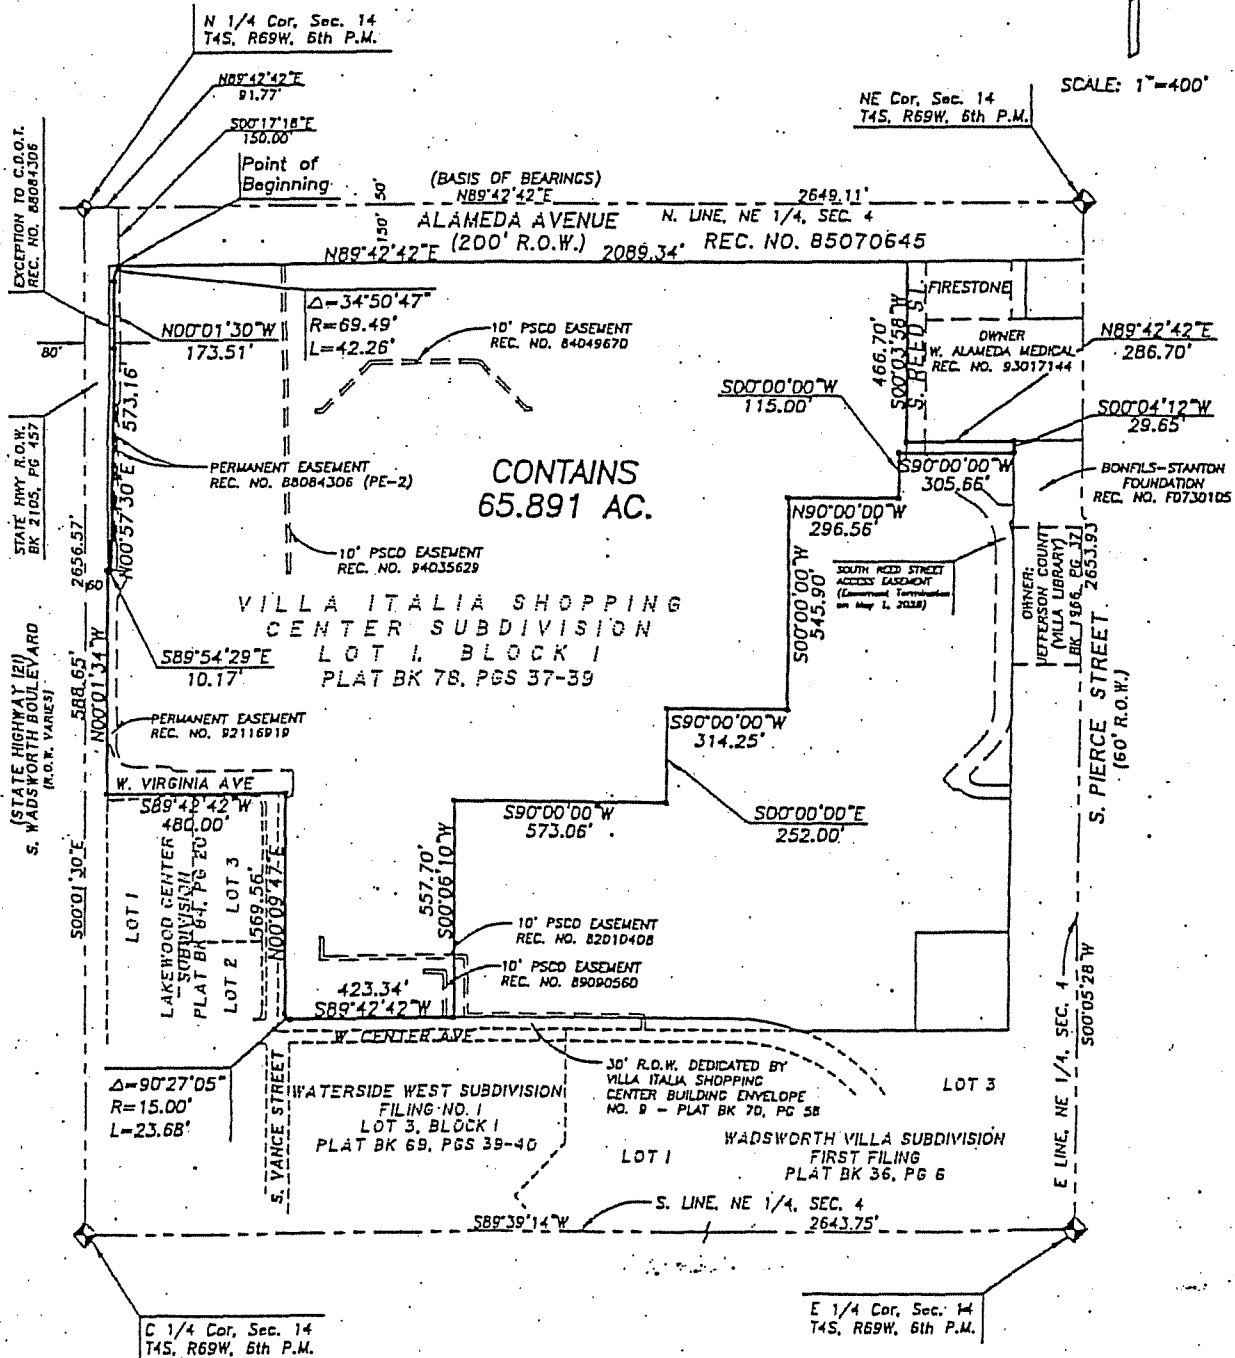 N 1/4 Cor, Sec. 14
T4S, R69W, 6th P.M.
N89°42'42"E
91.77'
S00°17'18"E
150.00'
Point of
Beginning
SCALE: 1"=400'
NE Cor, Sec. 14
T4S, R69W, 6th P.M.
EXCEPTION TO C.D.O.T.
REC. NO. 88084306
150' 50'
(BASIS OF BEARINGS)
N89°42'42"E
2649.11'
ALAMEDA AVENUE
(200' R.O.W.)
N. LINE, NE 1/4, SEC. 4
REC. NO. 85070645
N89°42'42"E
2089.34'
Δ=34°50'47"
R=69.49'
L=42.26'
N00°01'30"W
173.51'
10' PSCO EASEMENT
REC. NO. 84049670
80'
466.70'
S00°03'58"W
S. REED ST
FIRESTONE
OWNER
W. ALAMEDA MEDICAL
REC. NO. 93017144
N89°42'42"E
286.70'
S00°00'00"W
115.00'
S00°04'12"W
29.65'
STATE HWY R.O.W.
BK 2105, PG 457
N00°57'30"E
573.16'
PERMANENT EASEMENT
REC. NO. 88084306 (PE-2)
CONTAINS
65.891 AC.
S90°00'00"W
305.66'
BONFILS-STANTON
FOUNDATION
REC. NO. F0730105
N90°00'00"W
296.56'
10' PSCO EASEMENT
REC. NO. 94035629
SOUTH REED STREET
ACCESS EASEMENT
(Easement Termination
on May 1, 2038)
OWNER:
JEFFERSON COUNTY
(VILLA LIBRARY)
BK 1966, PG 37
2653.93
2656.57'
60'
VILLA ITALIA SHOPPING
CENTER SUBDIVISION
LOT 1, BLOCK 1
PLAT BK 78, PGS 37-39
S00°00'00"W
545.90'
S89°54'29"E
10.17'
(STATE HIGHWAY 121)
S. WADSWORTH BOULEVARD
(R.O.W. VARIES)
588.65'
N00°01'34"W
PERMANENT EASEMENT
REC. NO. 92116919
S90°00'00"W
314.25'
S. PIERCE STREET
(60' R.O.W.)
W. VIRGINIA AVE
S89°42'42"W
480.00'
S90°00'00"W
573.06'
S00°00'00"E
252.00'
S00°01'30"E
LOT 1
LAKEWOOD CENTER
SUBDIVISION
PLAT BK 84, PG 20
LOT 3
LOT 2
569.56'
N00°09'47"E
557.70'
S00°06'10"W
10' PSCO EASEMENT
REC. NO. 82010408
10' PSCO EASEMENT
REC. NO. 89090560
423.34'
S89°42'42"W
W. CENTER AVE
E LINE, NE 1/4, SEC. 4
S00°05'28"W
Δ=90°27'05"
R=15.00'
L=23.68'
S. VANCE STREET
WATERSIDE WEST SUBDIVISION
FILING NO. 1
LOT 3, BLOCK 1
PLAT BK 69, PGS 39-40
30' R.O.W. DEDICATED BY
VILLA ITALIA SHOPPING
CENTER BUILDING ENVELOPE
NO. 9 - PLAT BK 70, PG 58
LOT 3
LOT 1
WADSWORTH VILLA SUBDIVISION
FIRST FILING
PLAT BK 36, PG 6
S89°39'14"W
S. LINE, NE 1/4, SEC. 4
2643.75'
C 1/4 Cor, Sec. 14
T4S, R69W, 6th P.M.
E 1/4 Cor, Sec. 14
T4S, R69W, 6th P.M.